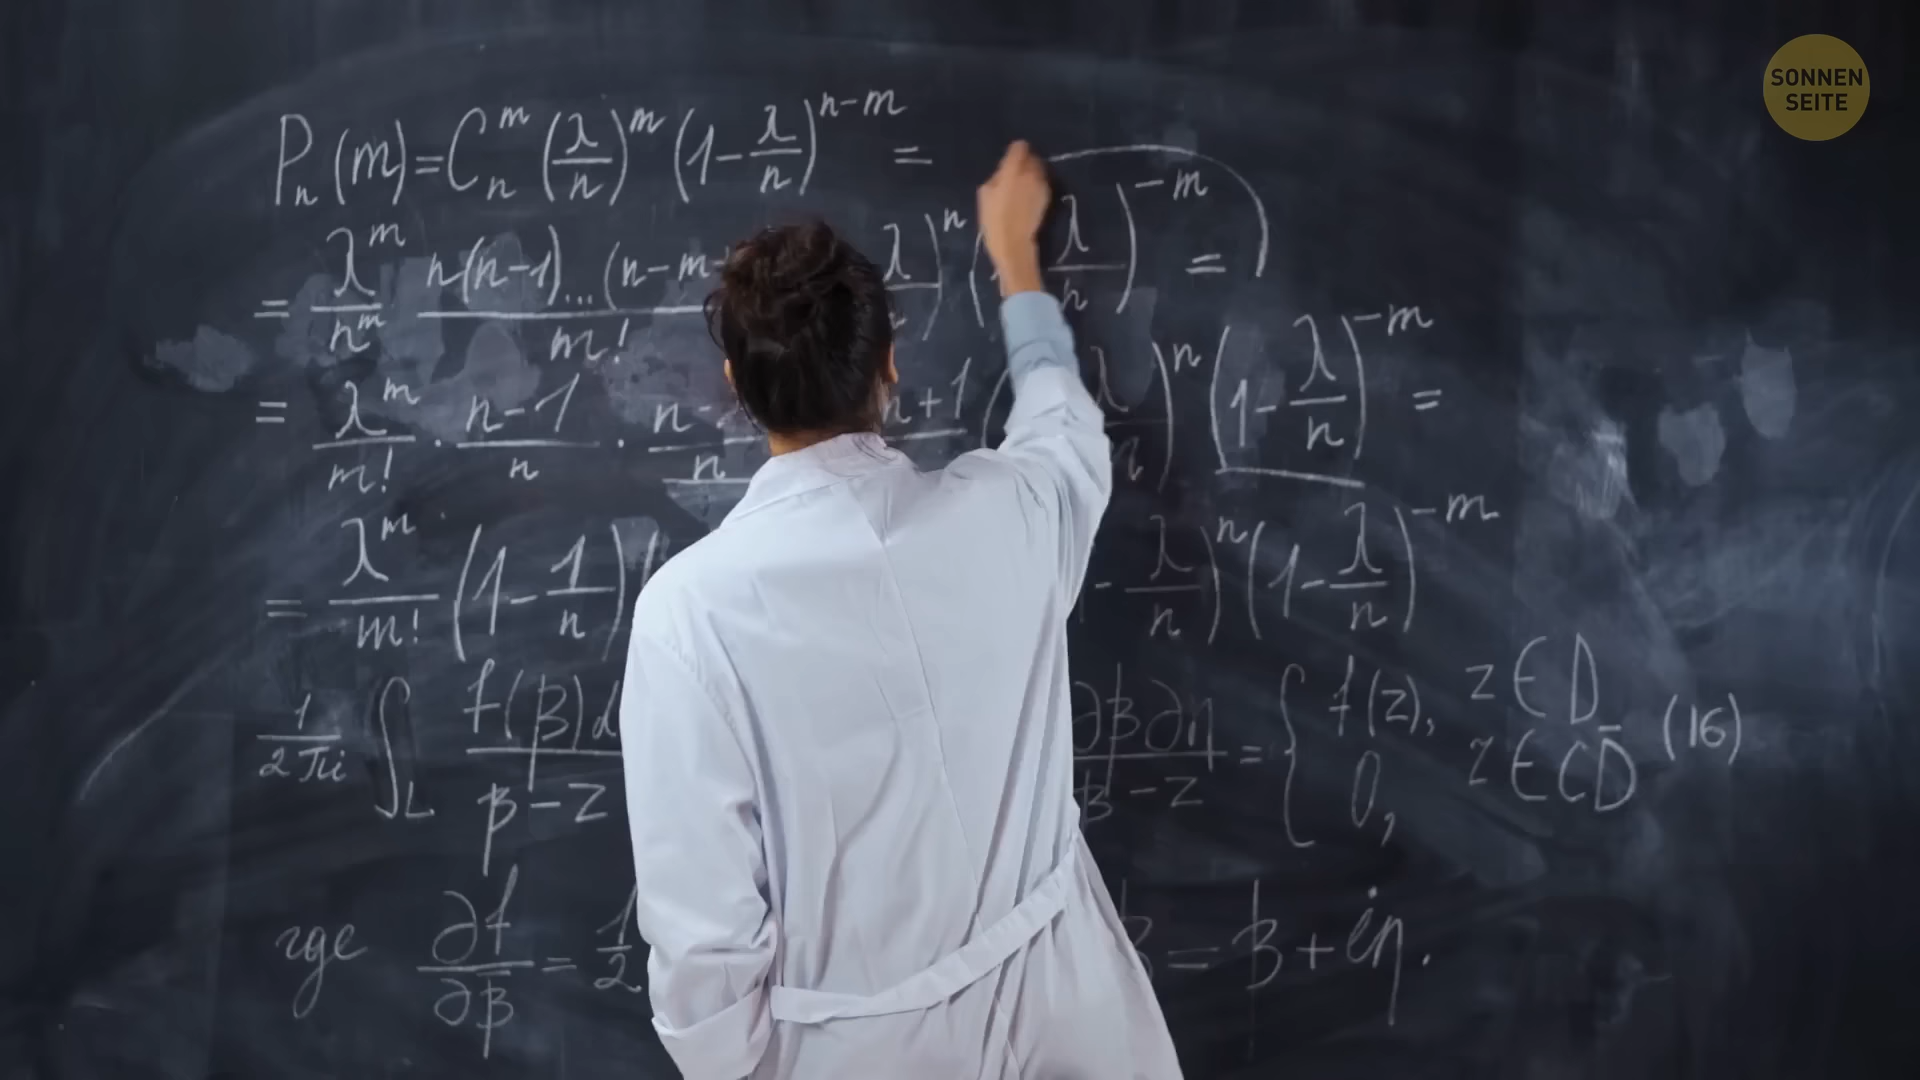 SONNEN
SEITE
Pₙ(m)=Cₙᵐ (λ/n)ᵐ (1-λ/n)ⁿ⁻ᵐ =
= λᵐ/nᵐ n(n-1)...(n-m /m! λ )ⁿ ( λ/n)⁻ᵐ =
= λᵐ/m! · n-1/n · n- /n n+1 ( λ/n)ⁿ (1-λ/n)⁻ᵐ =
= λᵐ/m! (1-1/n) - λ/n)ⁿ (1-λ/n)⁻ᵐ
1/2πi ∫L f(β)d /β-z ∂β∂η/β-z = { f(z), z∈D
0, z∈CD̅ (16)
где ∂f/∂β̅ = 1/2 β = β+iη.